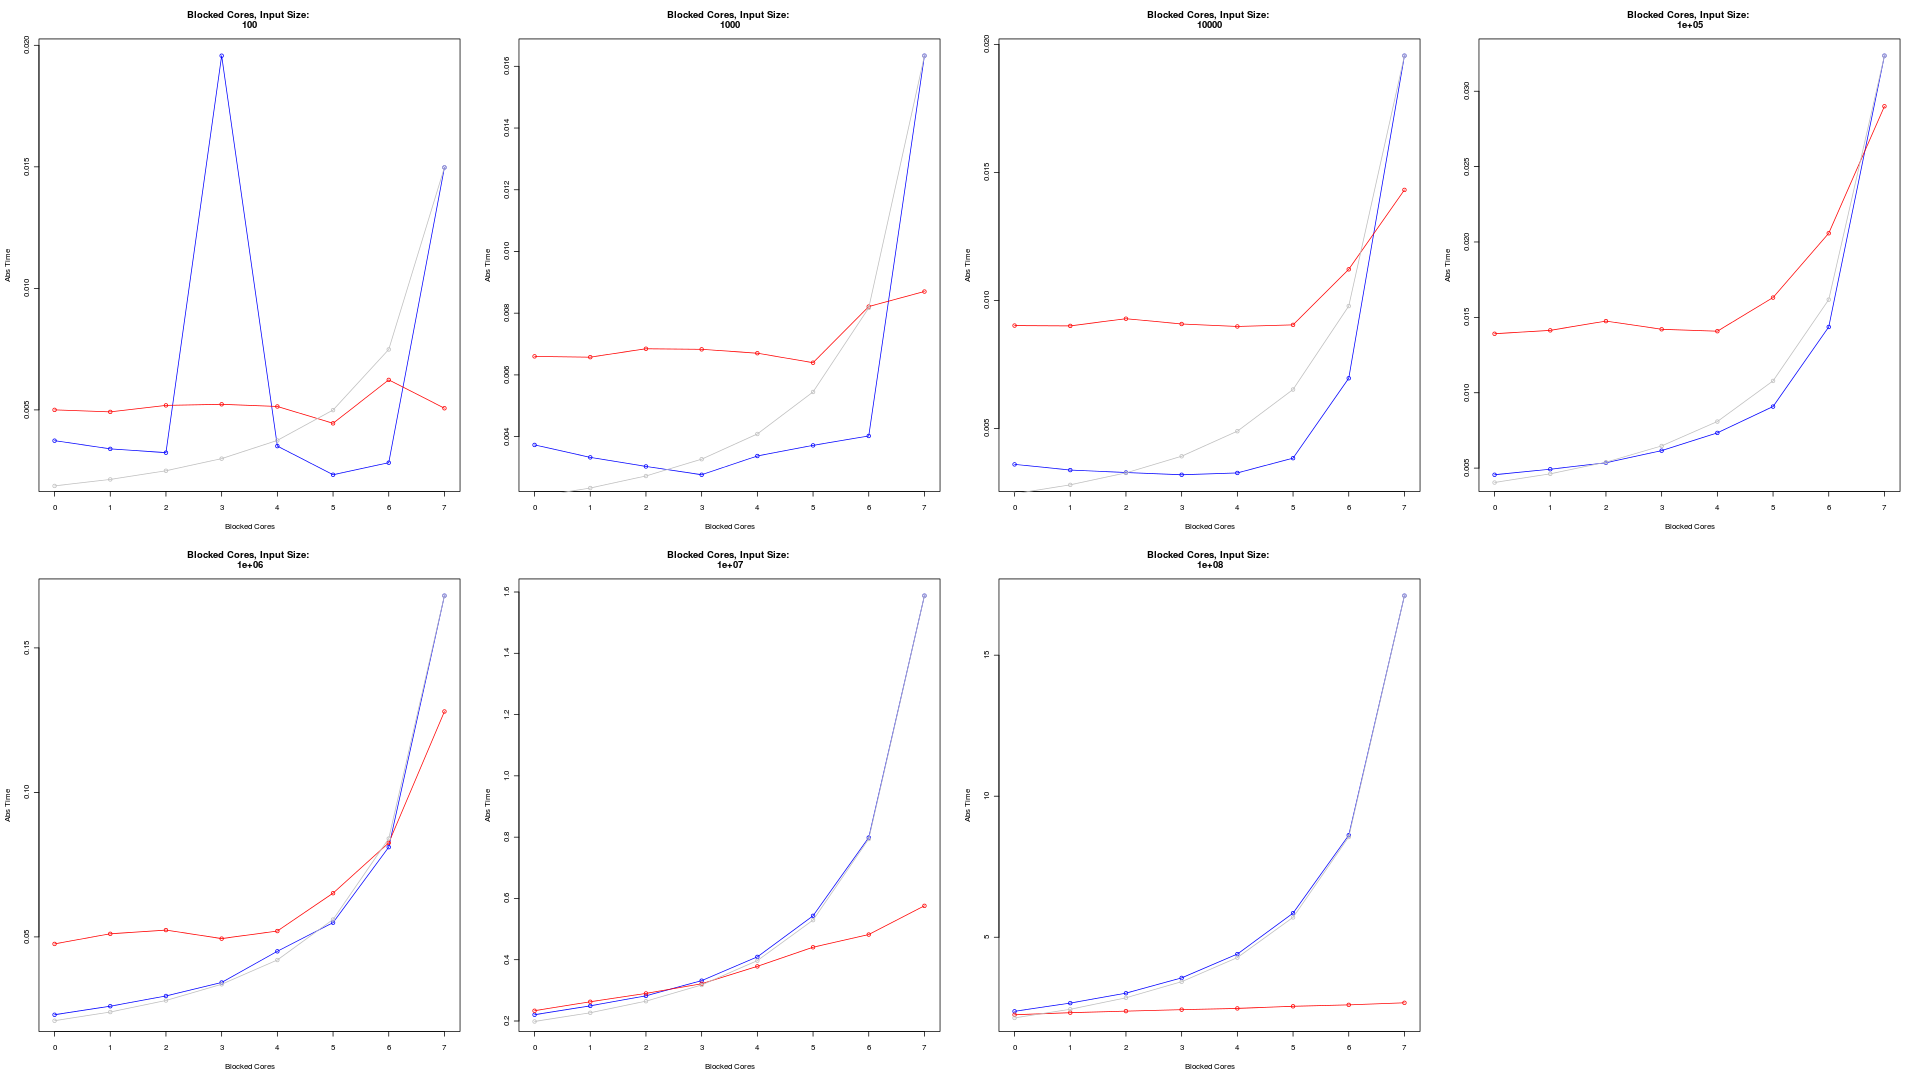 Blocked Cores, Input Size:
100
0.020
0.015
0.010
0.005
Abs Time
0 1 2 3 4 5 6 7
Blocked Cores
Blocked Cores, Input Size:
1000
0.016
0.014
0.012
0.010
0.008
0.006
0.004
Abs Time
0 1 2 3 4 5 6 7
Blocked Cores
Blocked Cores, Input Size:
10000
0.020
0.015
0.010
0.005
Abs Time
0 1 2 3 4 5 6 7
Blocked Cores
Blocked Cores, Input Size:
1e+05
0.030
0.025
0.020
0.015
0.010
0.005
Abs Time
0 1 2 3 4 5 6 7
Blocked Cores
Blocked Cores, Input Size:
1e+06
0.15
0.10
0.05
Abs Time
0 1 2 3 4 5 6 7
Blocked Cores
Blocked Cores, Input Size:
1e+07
1.6
1.4
1.2
1.0
0.8
0.6
0.4
0.2
Abs Time
0 1 2 3 4 5 6 7
Blocked Cores
Blocked Cores, Input Size:
1e+08
15
10
5
Abs Time
0 1 2 3 4 5 6 7
Blocked Cores